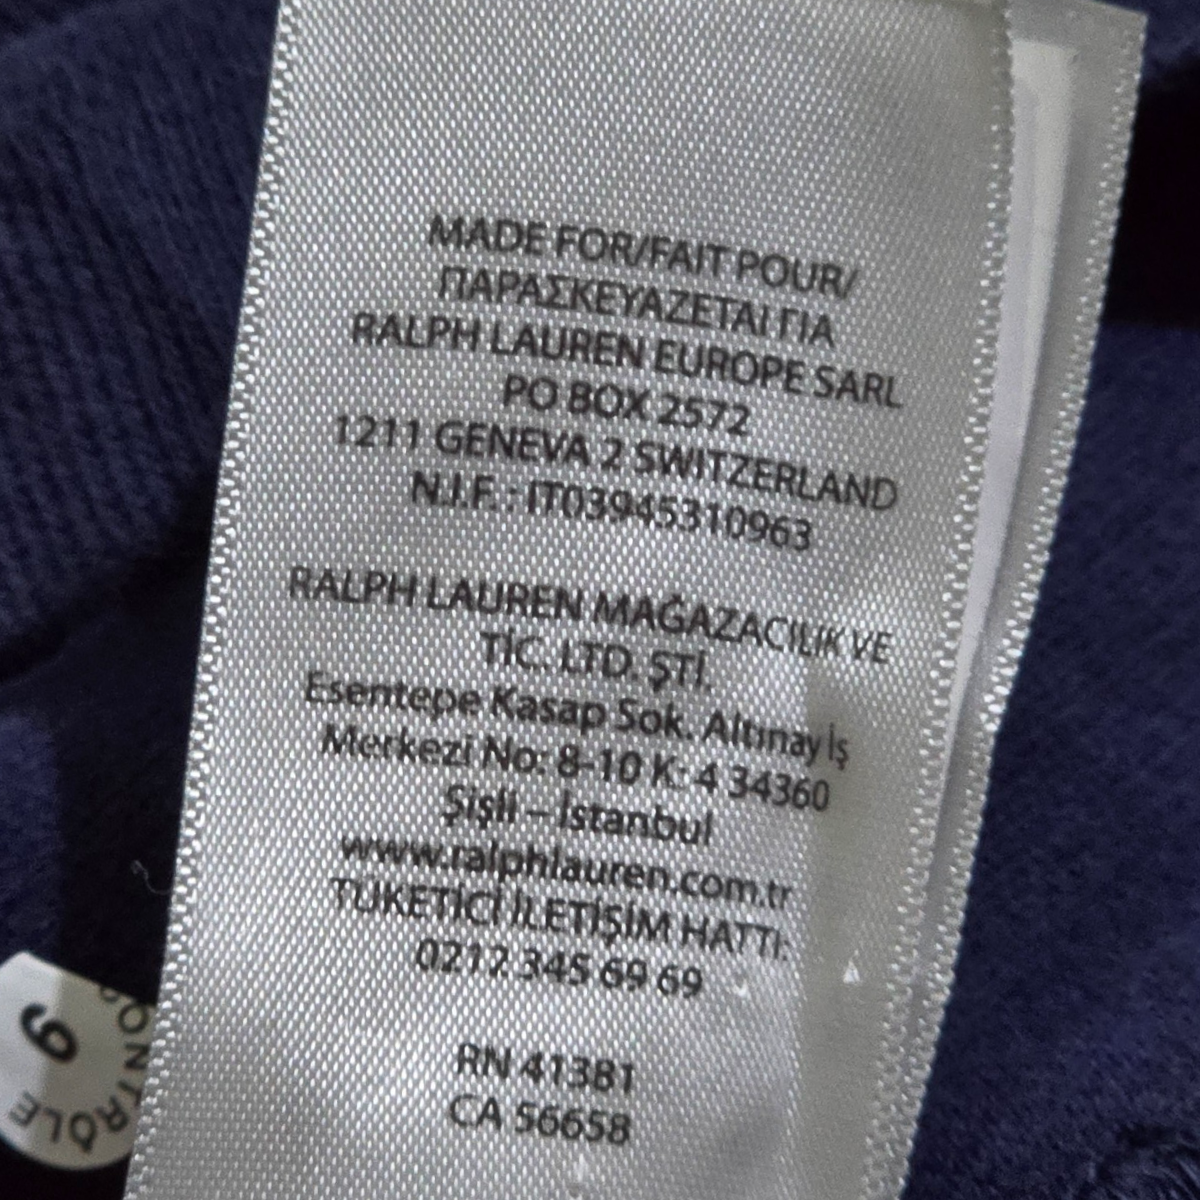 MADE FOR/FAIT POUR/
ΠΑΡΑΣΚΕΥΑΖΕΤΑΙ ΓΙΑ
RALPH LAUREN EUROPE SARL
PO BOX 2572
1211 GENEVA 2 SWITZERLAND
N.I.F. : IT03945310963
RALPH LAUREN MAĞAZACILIK VE
TİC. LTD. ŞTİ.
Esentepe Kasap Sok. Altınay İş
Merkezi No: 8-10 K: 4 34360
Şişli – İstanbul
www.ralphlauren.com.tr
TÜKETİCİ İLETİŞİM HATTI:
0212 345 69 69
RN 41381
CA 56658
CONTRÔLÉ